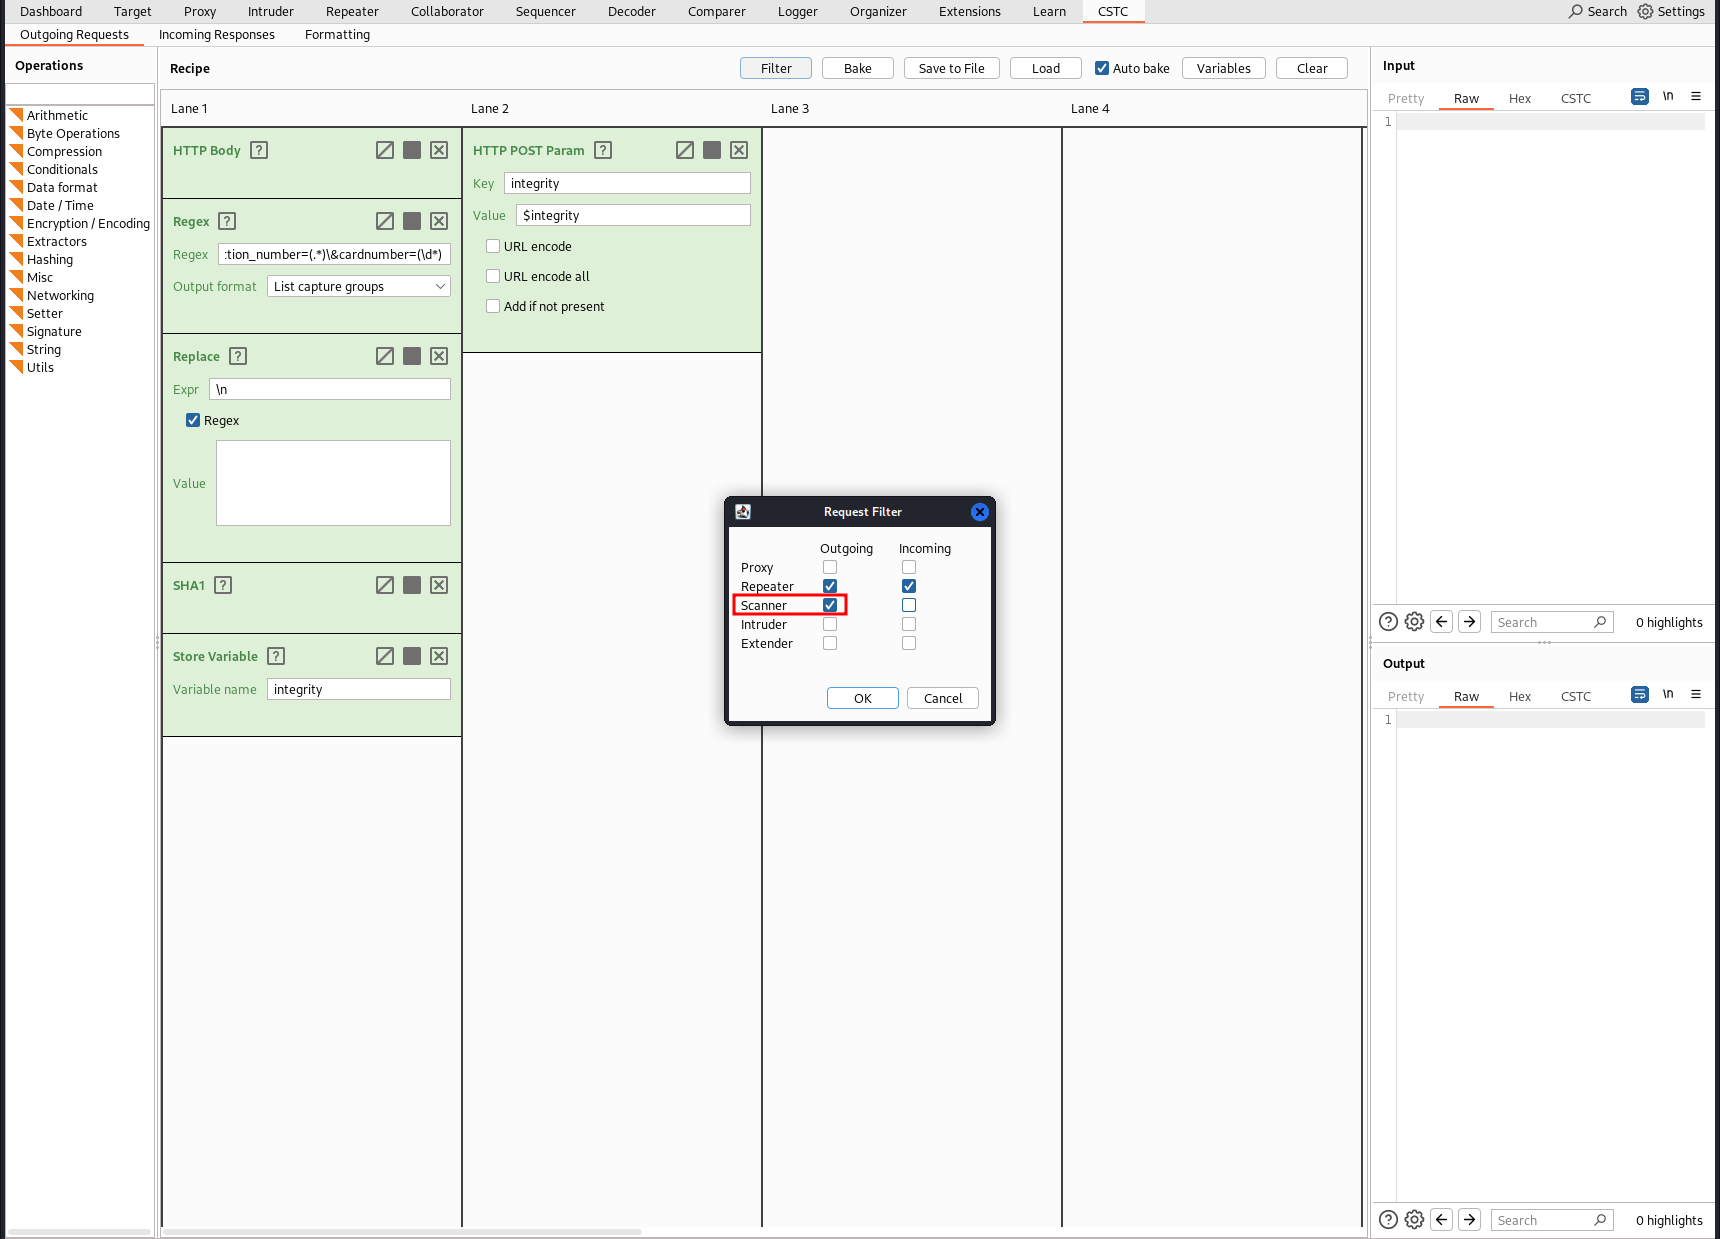 Dashboard Target Proxy Intruder Repeater Collaborator Sequencer Decoder Comparer Logger Organizer Extensions Learn CSTC Search Settings
Outgoing Requests Incoming Responses Formatting
Operations
Arithmetic
Byte Operations
Compression
Conditionals
Data format
Date / Time
Encryption / Encoding
Extractors
Hashing
Misc
Networking
Setter
Signature
String
Utils
Recipe Filter Bake Save to File Load Auto bake Variables Clear
Lane 1 Lane 2 Lane 3 Lane 4
HTTP Body ?
Regex ?
Regex :tion_number=(.*)\&cardnumber=(\d*)
Output format List capture groups
Replace ?
Expr \n
Regex
Value
SHA1 ?
Store Variable ?
Variable name integrity
HTTP POST Param ?
Key integrity
Value $integrity
URL encode
URL encode all
Add if not present
Request Filter
Outgoing Incoming
Proxy
Repeater
Scanner
Intruder
Extender
OK Cancel
Input
Pretty Raw Hex CSTC \n
1
? Search 0 highlights
Output
Pretty Raw Hex CSTC \n
1
? Search 0 highlights